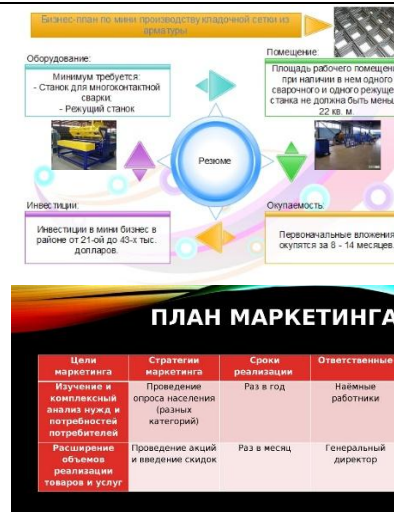 Бизнес-план по мини производству кладочной сетки из
арматуры
Оборудование:
Минимум требуется:
- Станок для многоконтактной
сварки;
- Режущий станок
Помещение:
Площадь рабочего помещен
при наличии в нем одного
сварочного и одного режуще
станка не должна быть мень
22 кв. м.
Резюме
Инвестиции:
Инвестиции в мини бизнес в
районе от 21-ой до 43-х тыс.
долларов.
Окупаемость:
Первоначальные вложения
окупятся за 8 - 14 месяцев.
ПЛАН МАРКЕТИНГА
Цели
маркетинга
Стратегии
маркетинга
Сроки
реализации
Ответственные
Изучение и
комплексный
анализ нужд и
потребностей
потребителей
Проведение
опроса населения
(разных
категорий)
Раз в год
Наёмные
работники
Расширение
объемов
реализации
товаров и услуг
Проведение акций
и введение скидок
Раз в месяц
Генеральный
директор